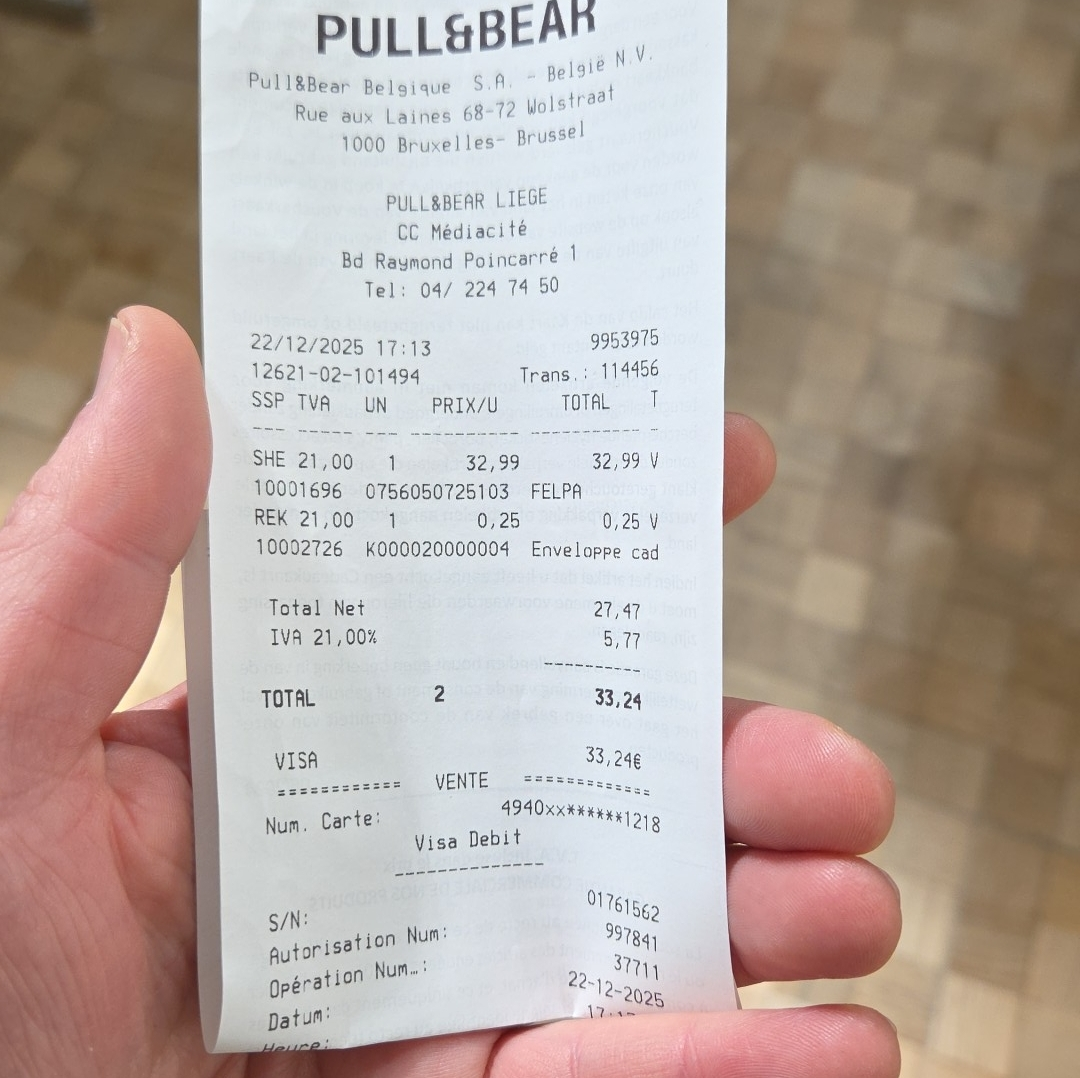 PULL&BEAR
Pull&Bear Belgique S.A. - België N.V.
Rue aux Laines 68-72 Wolstraat
1000 Bruxelles- Brussel
PULL&BEAR LIEGE
CC Médiacité
Bd Raymond Poincarré 1
Tel: 04/ 224 74 50
22/12/2025 17:13 9953975
12621-02-101494 Trans.: 114456
SSP TVA UN PRIX/U TOTAL T
--- ----- --- ---------- ---------- -
SHE 21,00 1 32,99 32,99 V
10001696 0756050725103 FELPA
REK 21,00 1 0,25 0,25 V
10002726 K000020000004 Enveloppe cad
Total Net 27,47
IVA 21,00% 5,77
----------
TOTAL 2 33,24
VISA 33,24€
============ VENTE ============
Num. Carte: 4940xx******1218
Visa Debit
--------------
S/N: 01761562
Autorisation Num: 997841
Opération Num…: 37711
Datum: 22-12-2025
Heure: